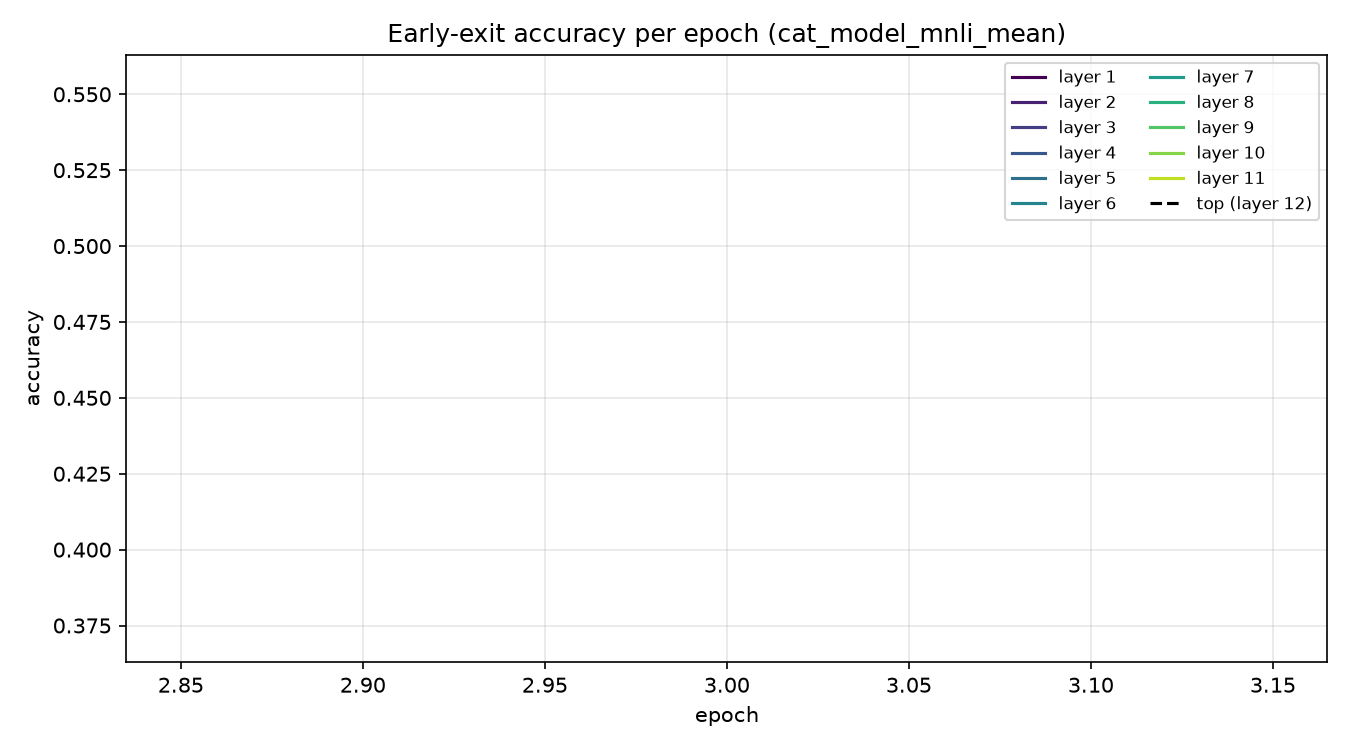 Early-exit accuracy per epoch (cat_model_mnli_mean)
layer 1
layer 2
layer 3
layer 4
layer 5
layer 6
layer 7
layer 8
layer 9
layer 10
layer 11
top (layer 12)
accuracy
0.550
0.525
0.500
0.475
0.450
0.425
0.400
0.375
2.85 2.90 2.95 3.00 3.05 3.10 3.15
epoch